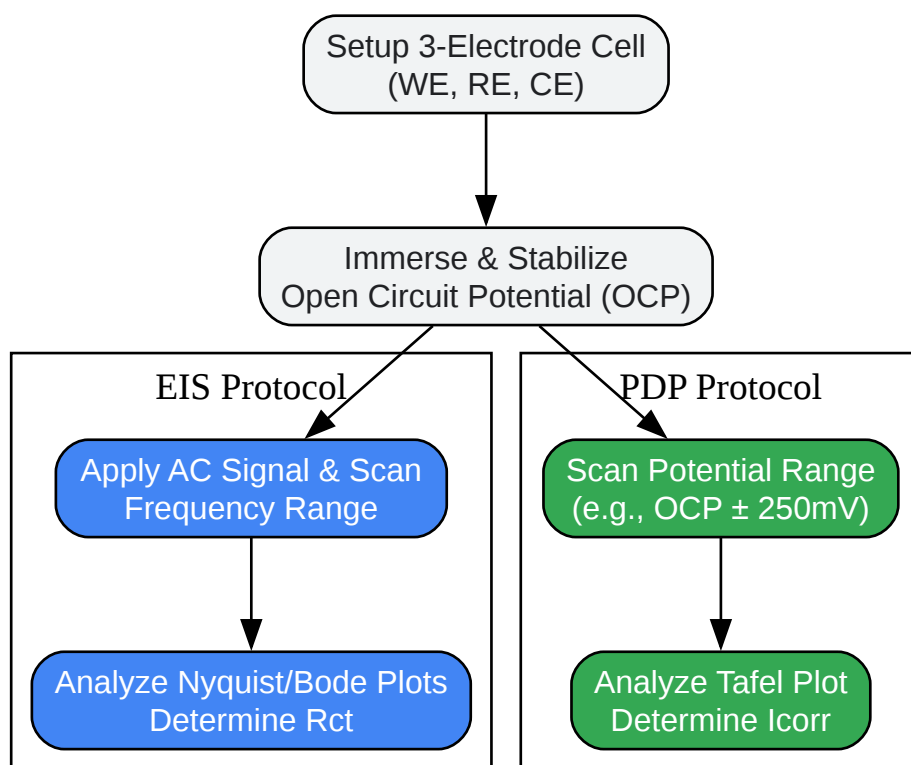 Setup 3-Electrode Cell
(WE, RE, CE)
Immerse & Stabilize
Open Circuit Potential (OCP)
EIS Protocol
Apply AC Signal & Scan
Frequency Range
Analyze Nyquist/Bode Plots
Determine Rct
PDP Protocol
Scan Potential Range
(e.g., OCP ± 250mV)
Analyze Tafel Plot
Determine Icorr